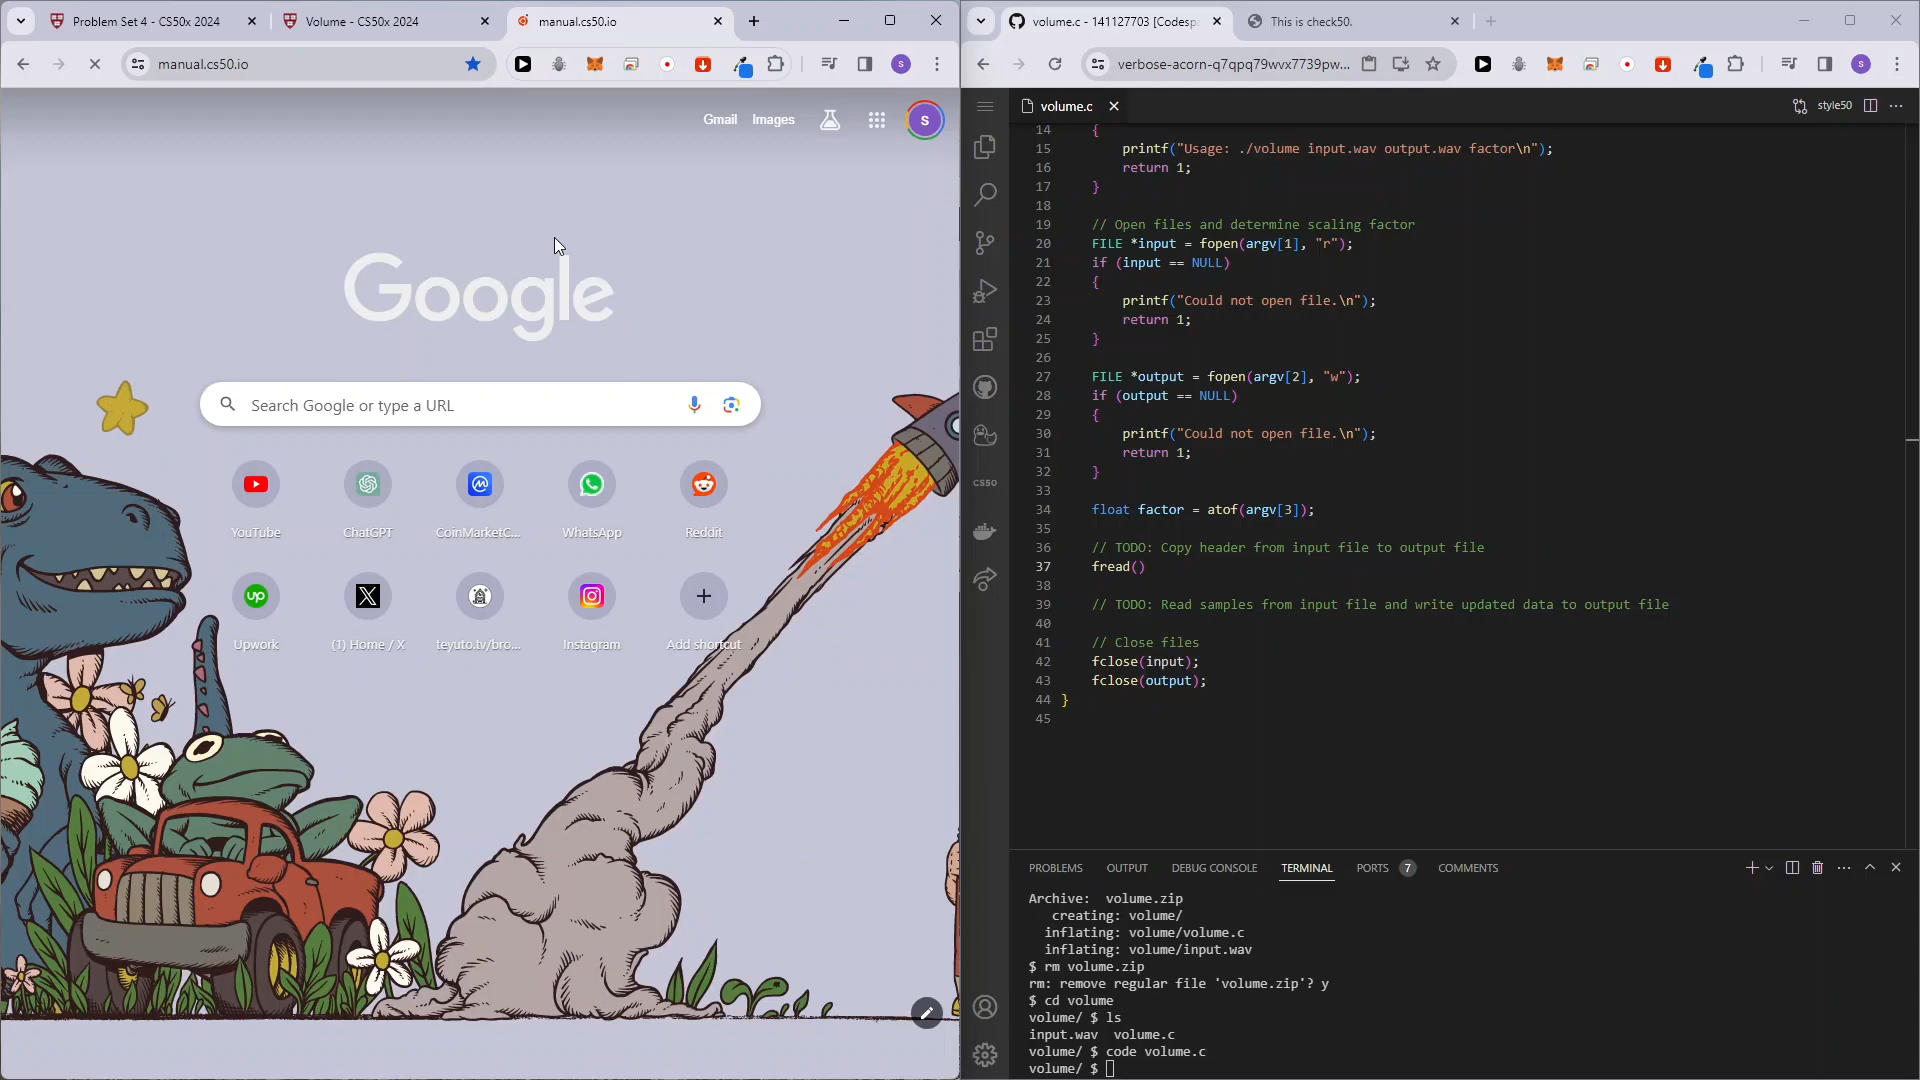 Problem Set 4 - CS50x 2024
Volume - CS50x 2024
manual.cs50.io
manual.cs50.io
S
Gmail
Images
S
Google
Search Google or type a URL
YouTube
ChatGPT
CoinMarketC...
WhatsApp
Reddit
up
Upwork
(1) Home / X
teyuto.tv/bro...
Instagram
Add shortcut
volume.c - 141127703 [Codesp
This is check50.
verbose-acorn-q7qpq79wvx7739pw...
S
volume.c
style50
CS50
14 {
15 printf("Usage: ./volume input.wav output.wav factor\n");
16 return 1;
17 }
18
19 // Open files and determine scaling factor
20 FILE *input = fopen(argv[1], "r");
21 if (input == NULL)
22 {
23 printf("Could not open file.\n");
24 return 1;
25 }
26
27 FILE *output = fopen(argv[2], "w");
28 if (output == NULL)
29 {
30 printf("Could not open file.\n");
31 return 1;
32 }
33
34 float factor = atof(argv[3]);
35
36 // TODO: Copy header from input file to output file
37 fread()
38
39 // TODO: Read samples from input file and write updated data to output file
40
41 // Close files
42 fclose(input);
43 fclose(output);
44 }
45
PROBLEMS OUTPUT DEBUG CONSOLE TERMINAL PORTS 7 COMMENTS
Archive:  volume.zip
creating: volume/
inflating: volume/volume.c
inflating: volume/input.wav
$ rm volume.zip
rm: remove regular file 'volume.zip'? y
$ cd volume
volume/ $ ls
input.wav  volume.c
volume/ $ code volume.c
volume/ $